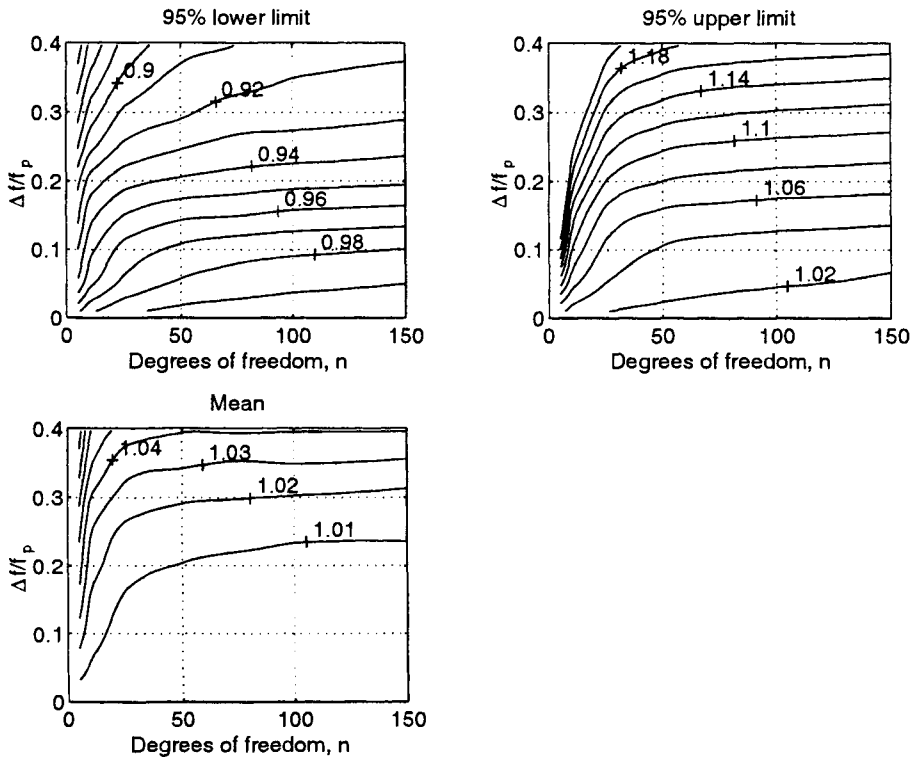 95% lower limit
0.4
0.3
0.2
0.1
0
Δf/f_p
0.9
0.92
0.94
0.96
0.98
0 50 100 150
Degrees of freedom, n
95% upper limit
0.4
0.3
0.2
0.1
0
Δf/f_p
1.18
1.14
1.1
1.06
1.02
0 50 100 150
Degrees of freedom, n
Mean
0.4
0.3
0.2
0.1
0
Δf/f_p
1.04
1.03
1.02
1.01
0 50 100 150
Degrees of freedom, n